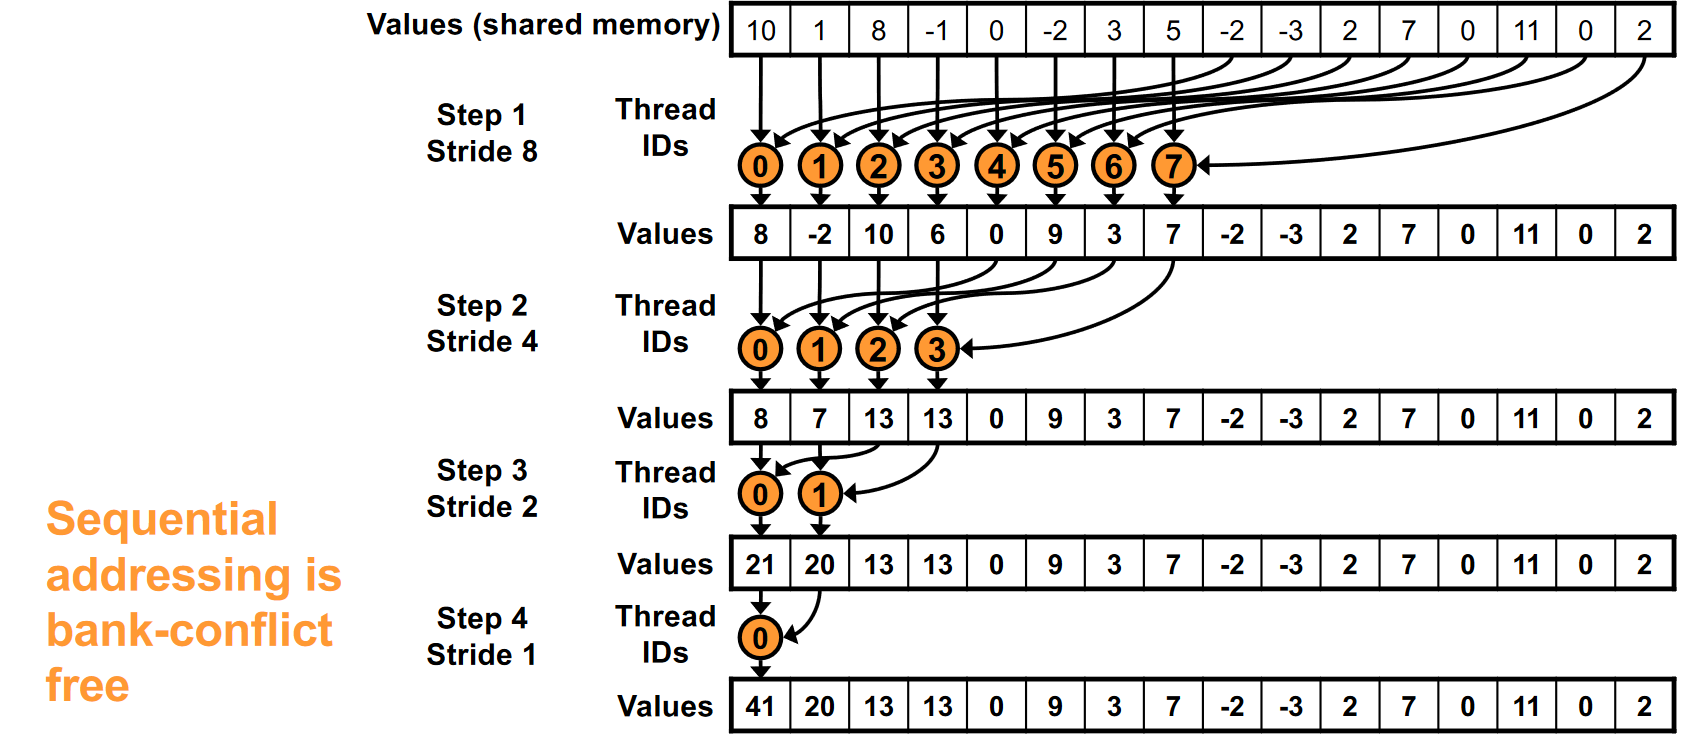 Values (shared memory) 10 1 8 -1 0 -2 3 5 -2 -3 2 7 0 11 0 2
Step 1
Stride 8
Thread
IDs
0 1 2 3 4 5 6 7
Values 8 -2 10 6 0 9 3 7 -2 -3 2 7 0 11 0 2
Step 2
Stride 4
Thread
IDs
0 1 2 3
Values 8 7 13 13 0 9 3 7 -2 -3 2 7 0 11 0 2
Step 3
Stride 2
Thread
IDs
0 1
Values 21 20 13 13 0 9 3 7 -2 -3 2 7 0 11 0 2
Step 4
Stride 1
Thread
IDs
0
Values 41 20 13 13 0 9 3 7 -2 -3 2 7 0 11 0 2
Sequential
addressing is
bank-conflict
free